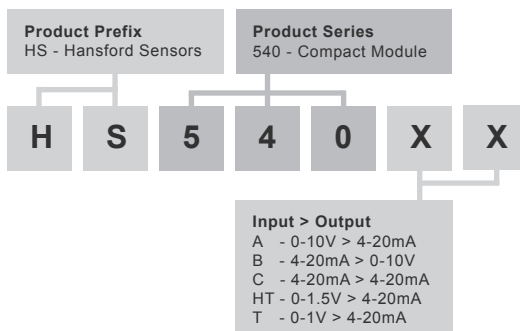 Product Prefix
HS - Hansford Sensors
Product Series
540 - Compact Module
H S 5 4 0 X X
Input > Output
A - 0-10V > 4-20mA
B - 4-20mA > 0-10V
C - 4-20mA > 4-20mA
HT - 0-1.5V > 4-20mA
T - 0-1V > 4-20mA